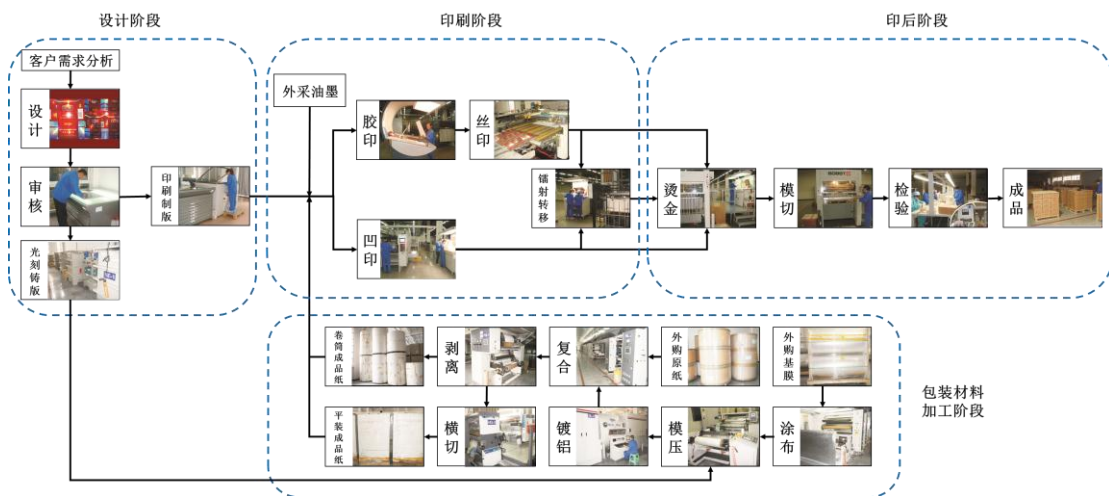 设计阶段
印刷阶段
印后阶段
客户需求分析
设计
审核
印刷制版
光刻铸版
外采油墨
胶印
丝印
凹印
镭射转移
烫金
模切
检验
成品
卷筒成品纸
剥离
复合
外购原纸
外购基膜
平装成品纸
横切
镀铝
模压
涂布
包装材料
加工阶段